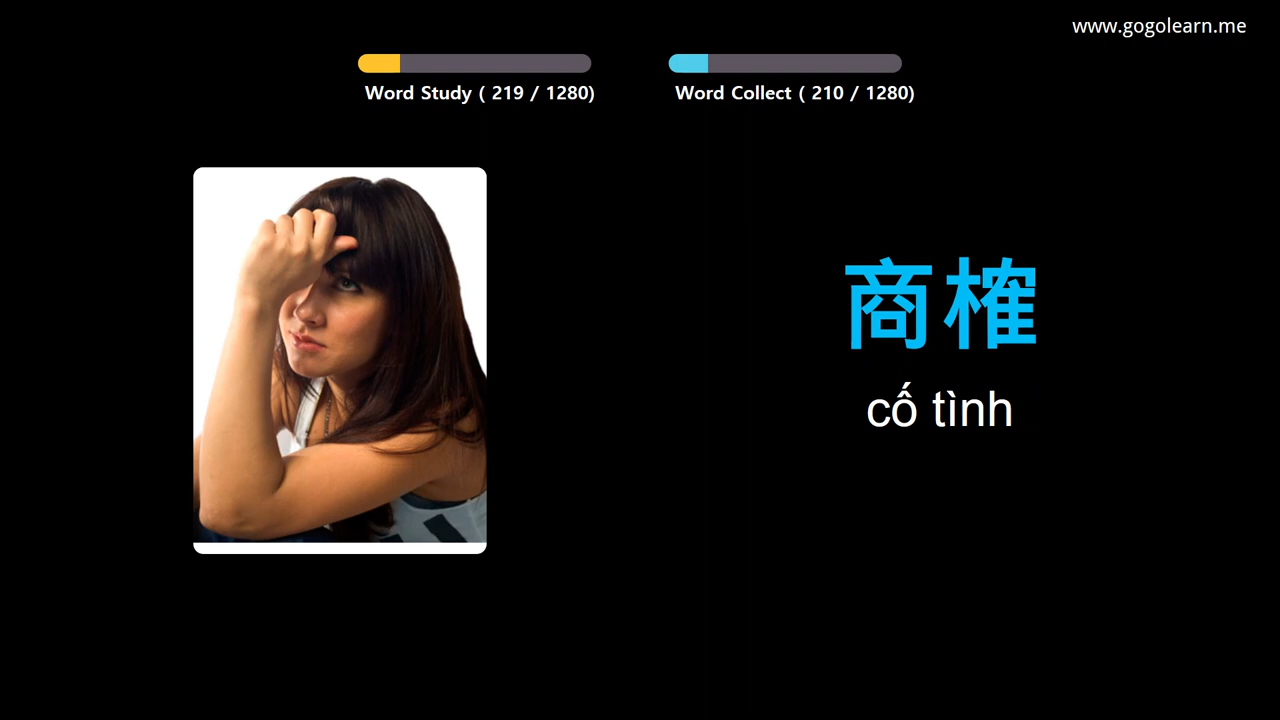 www.gogolearn.me
Word Study ( 219 / 1280)
Word Collect ( 210 / 1280)
商榷
cố tình